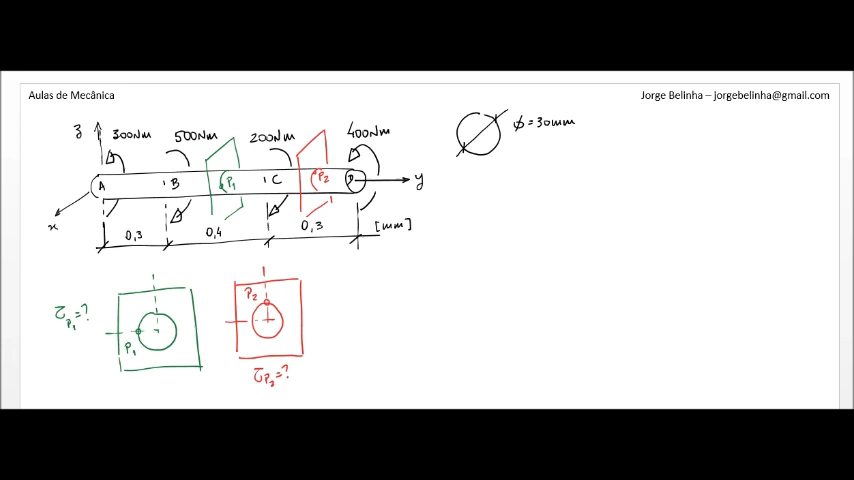 Aulas de Mecânica
Jorge Belinha – jorgebelinha@gmail.com
z 300Nm 500Nm 200Nm 400Nm
ϕ = 30mm
A B P1 C P2 D y
x
0,3 0,4 0,3 [mm]
τP1 = ?
P1
P2
τP2 = ?